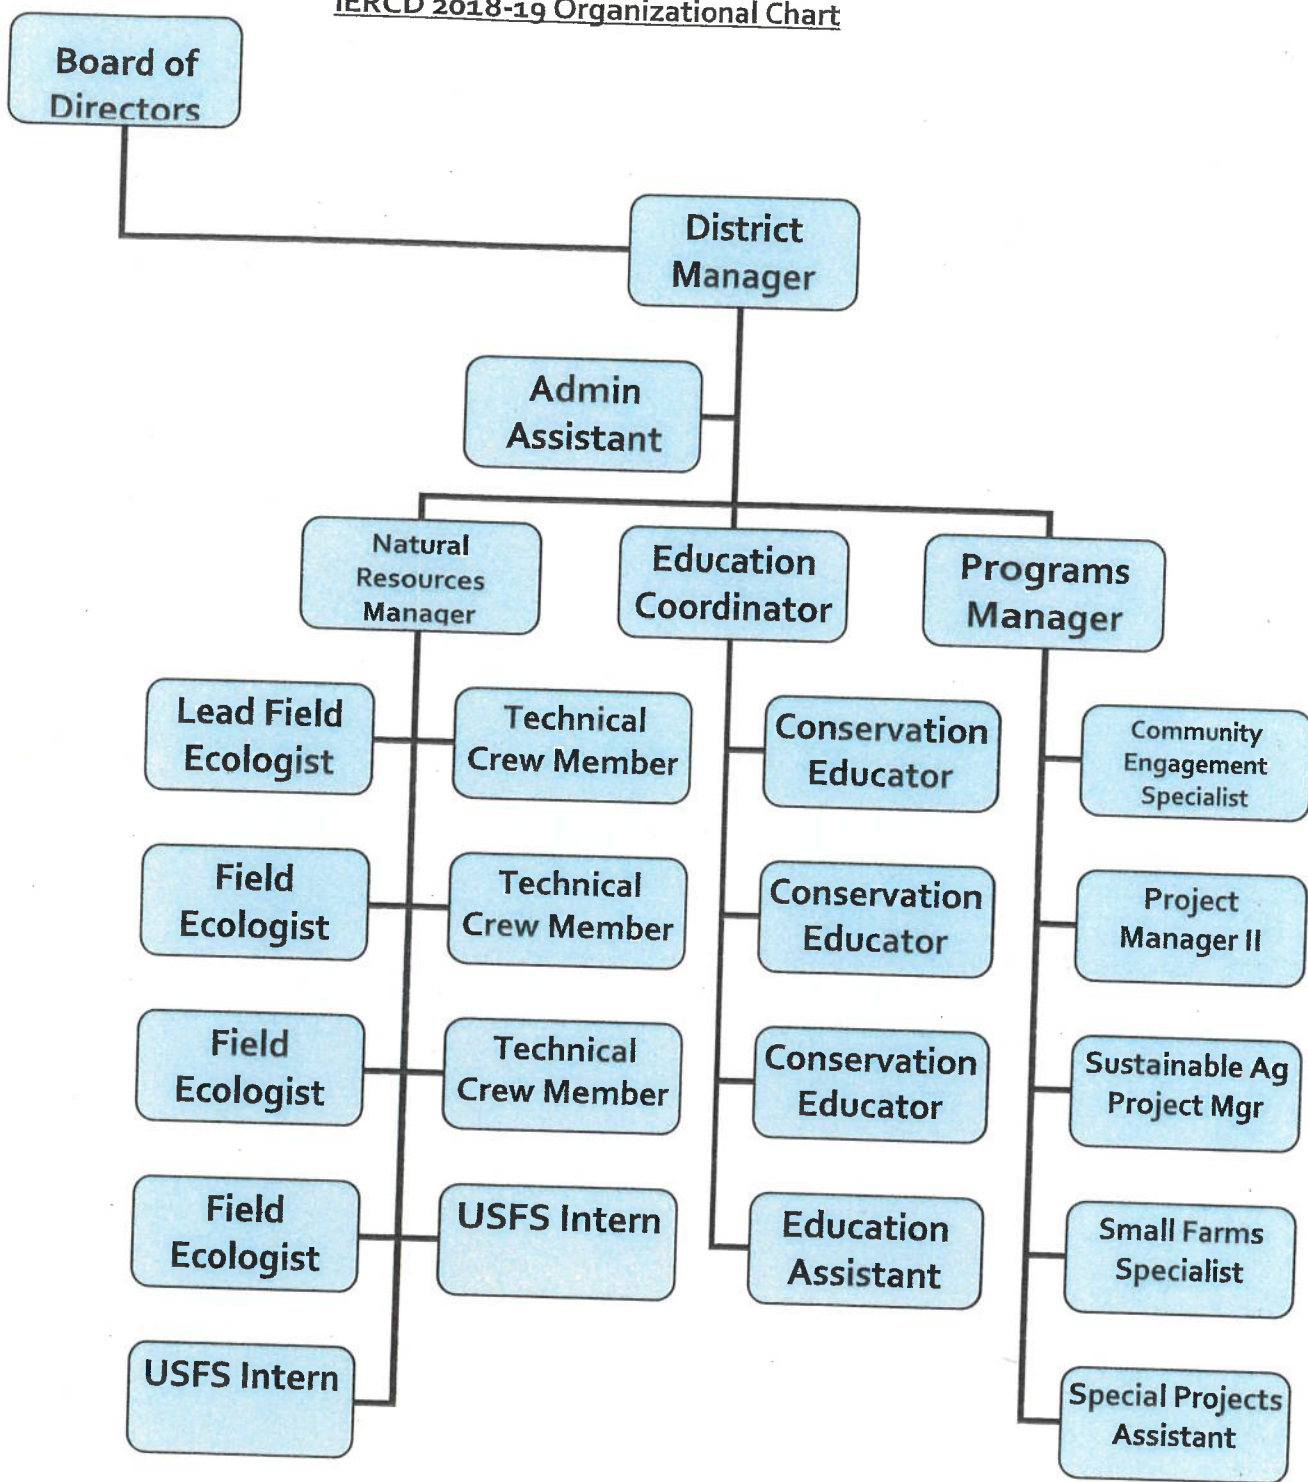 IERCD 2018-19 Organizational Chart
Board of
Directors
District
Manager
Admin
Assistant
Natural
Resources
Manager
Education
Coordinator
Programs
Manager
Lead Field
Ecologist
Technical
Crew Member
Conservation
Educator
Community
Engagement
Specialist
Field
Ecologist
Technical
Crew Member
Conservation
Educator
Project
Manager II
Field
Ecologist
Technical
Crew Member
Conservation
Educator
Sustainable Ag
Project Mgr
Field
Ecologist
USFS Intern
Education
Assistant
Small Farms
Specialist
USFS Intern
Special Projects
Assistant